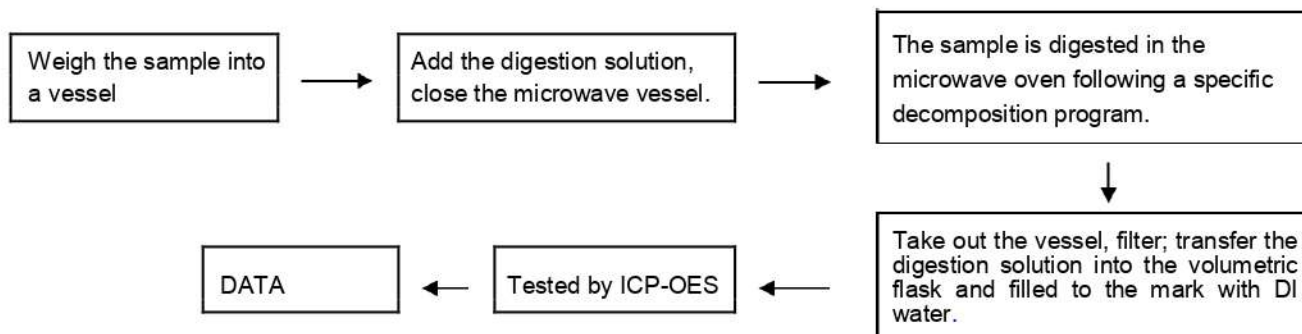 Weigh the sample into
a vessel
Add the digestion solution,
close the microwave vessel.
The sample is digested in the
microwave oven following a specific
decomposition program.
Take out the vessel, filter; transfer the
digestion solution into the volumetric
flask and filled to the mark with DI
water.
Tested by ICP-OES
DATA